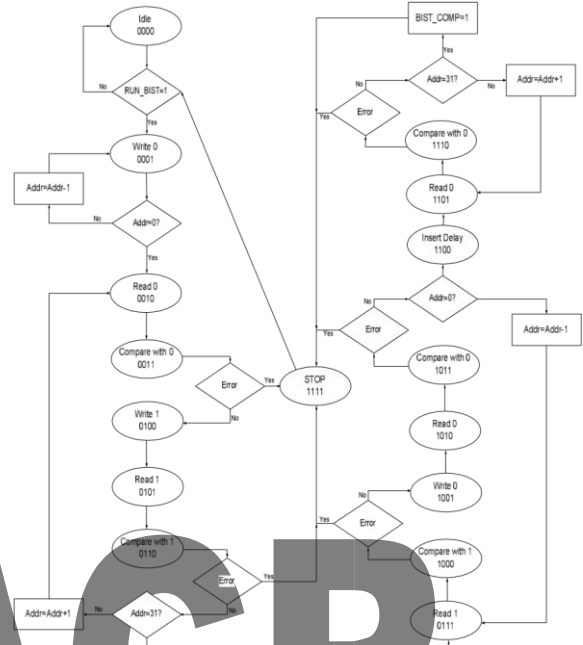 Idle
0000
No
RUN_BIST=1
Yes
Write 0
0001
Addr=Addr-1
No
Addr=0?
Yes
Read 0
0010
Compare with 0
0011
Error
Yes
No
Write 1
0100
Read 1
0101
Compare with 1
0110
Error
Yes
No
Addr=31?
No
Addr=Addr+1
STOP
1111
BIST_COMP=1
Yes
Addr=31?
No
Addr=Addr+1
No
Error
Yes
Compare with 0
1110
Read 0
1101
Insert Delay
1100
Addr=0?
No
Error
Yes
Addr=Addr-1
Compare with 0
1011
Read 0
1010
Write 0
1001
No
Error
Yes
Compare with 1
1000
Read 1
0111